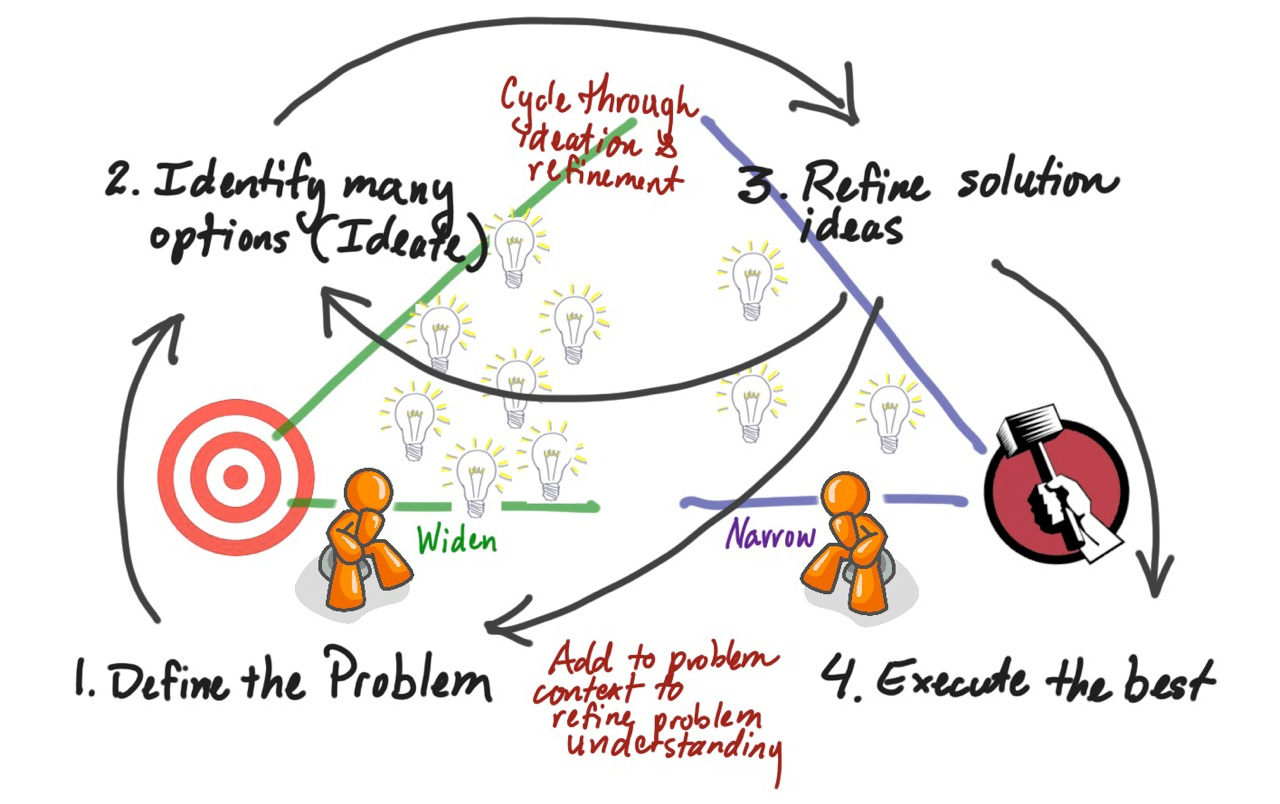 Cycle through
ideation &
refinement
2. Identify many
options (Ideate)
3. Refine solution
ideas
Widen
Narrow
1. Define the Problem
Add to problem
context to
refine problem
understanding
4. Execute the best